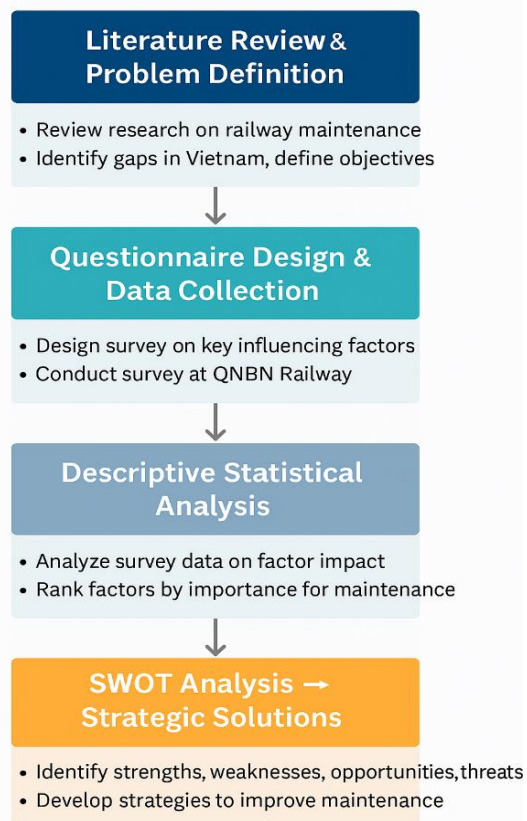 Literature Review &
Problem Definition
• Review research on railway maintenance
• Identify gaps in Vietnam, define objectives
Questionnaire Design &
Data Collection
• Design survey on key influencing factors
• Conduct survey at QNBN Railway
Descriptive Statistical
Analysis
• Analyze survey data on factor impact
• Rank factors by importance for maintenance
SWOT Analysis →
Strategic Solutions
• Identify strengths, weaknesses, opportunities,threats
• Develop strategies to improve maintenance